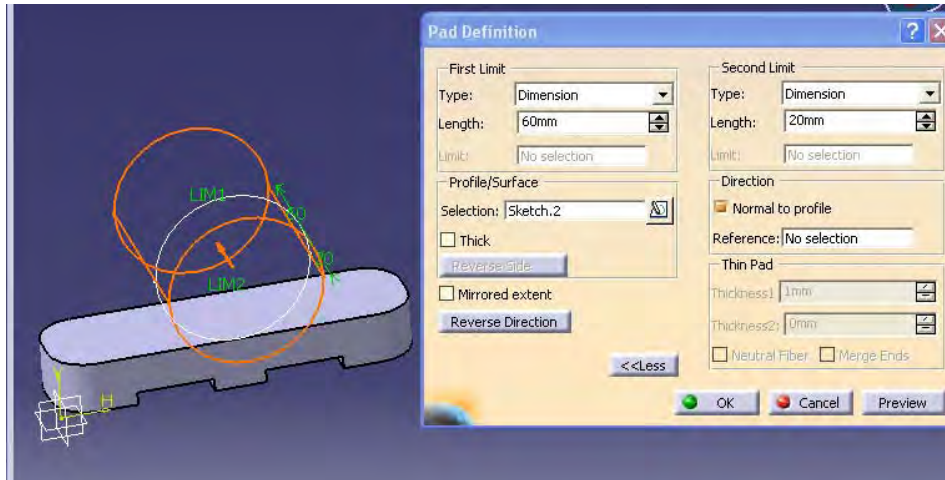 Pad Definition
First Limit
Type: Dimension
Length: 60mm
Limit: No selection
Profile/Surface
Selection: Sketch.2
Thick
Reverse Side
Mirrored extent
Reverse Direction
<<Less
Second Limit
Type: Dimension
Length: 20mm
Limit: No selection
Direction
Normal to profile
Reference: No selection
Thin Pad
Thickness1 1mm
Thickness2: 0mm
Neutral Fiber
Merge Ends
OK
Cancel
Preview
LIM1
LIM2
H